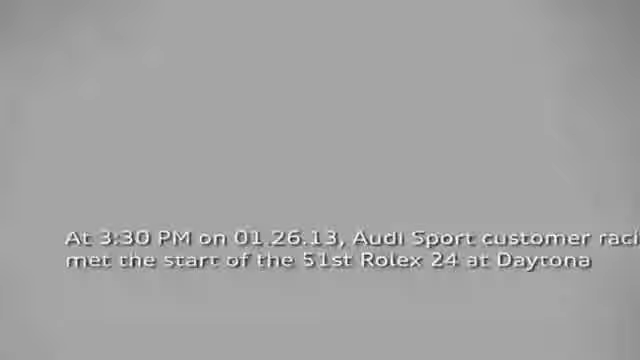 At 3:30 PM on 01.26.13, Audi Sport customer raci
met the start of the 51st Rolex 24 at Daytona